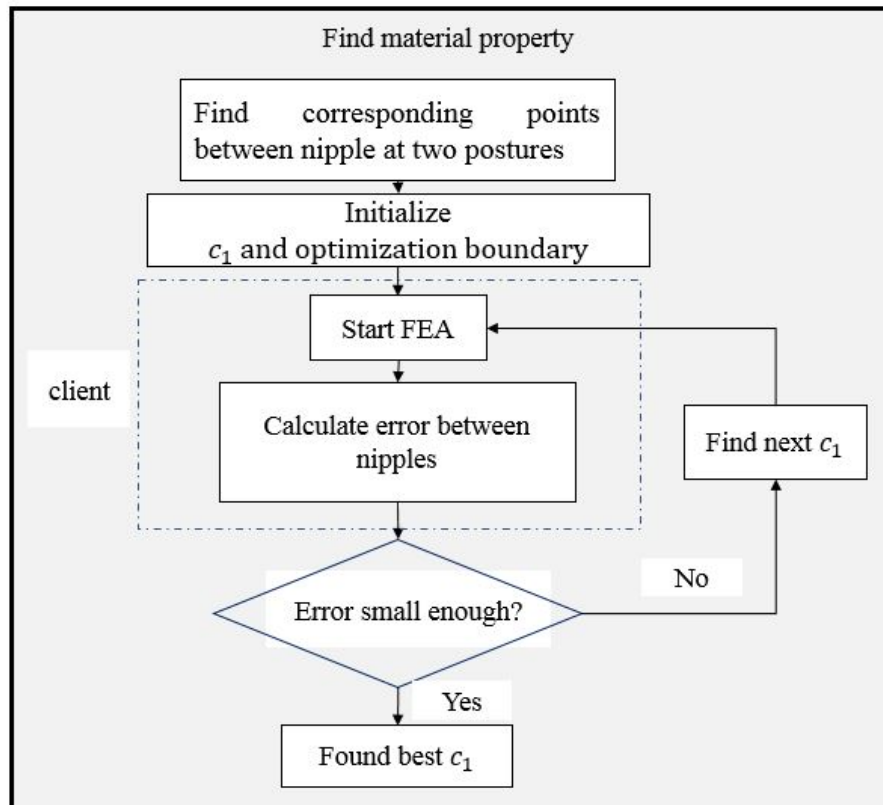 Find material property
Find corresponding points
between nipple at two postures
Initialize
c₁ and optimization boundary
Start FEA
client
Calculate error between
nipples
Find next c₁
No
Error small enough?
Yes
Found best c₁